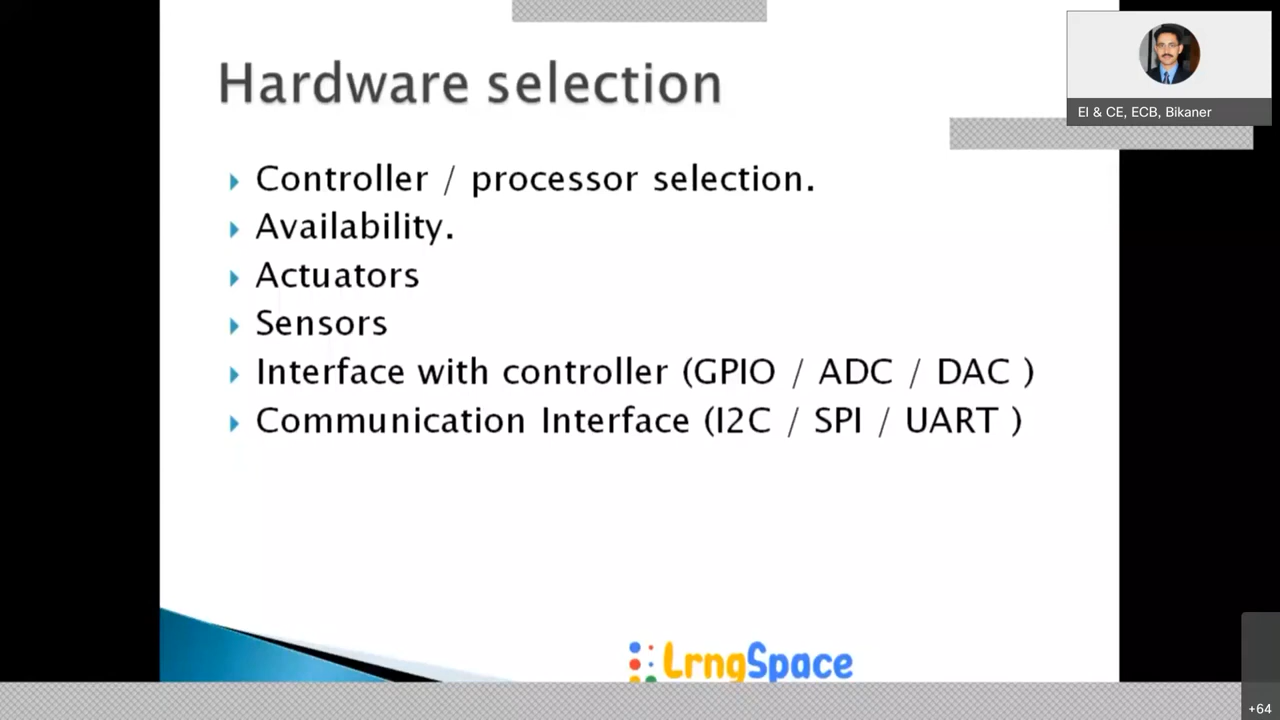 Hardware selection
EI & CE, ECB, Bikaner
Controller / processor selection.
Availability.
Actuators
Sensors
Interface with controller (GPIO / ADC / DAC )
Communication Interface (I2C / SPI / UART )
LrngSpace
+64